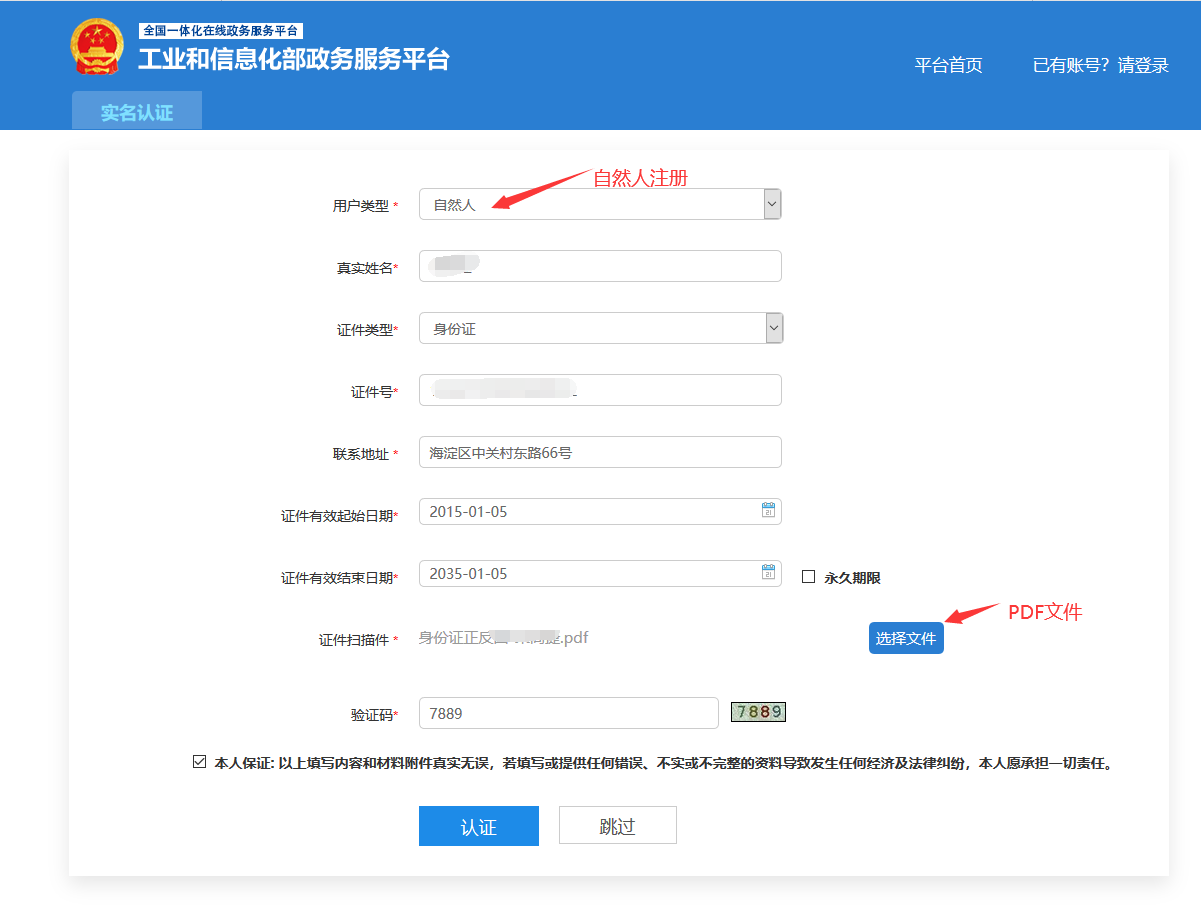 全国一体化在线政务服务平台
工业和信息化部政务服务平台
平台首页
已有账号？请登录
实名认证
自然人注册
用户类型 *
自然人
真实姓名*
证件类型*
身份证
证件号*
联系地址 *
海淀区中关村东路66号
证件有效起始日期*
2015-01-05
证件有效结束日期*
2035-01-05
永久期限
PDF文件
证件扫描件 *
身份证正反.pdf
选择文件
验证码*
7889
7889
本人保证: 以上填写内容和材料附件真实无误，若填写或提供任何错误、不实或不完整的资料导致发生任何经济及法律纠纷，本人愿承担一切责任。
认证
跳过